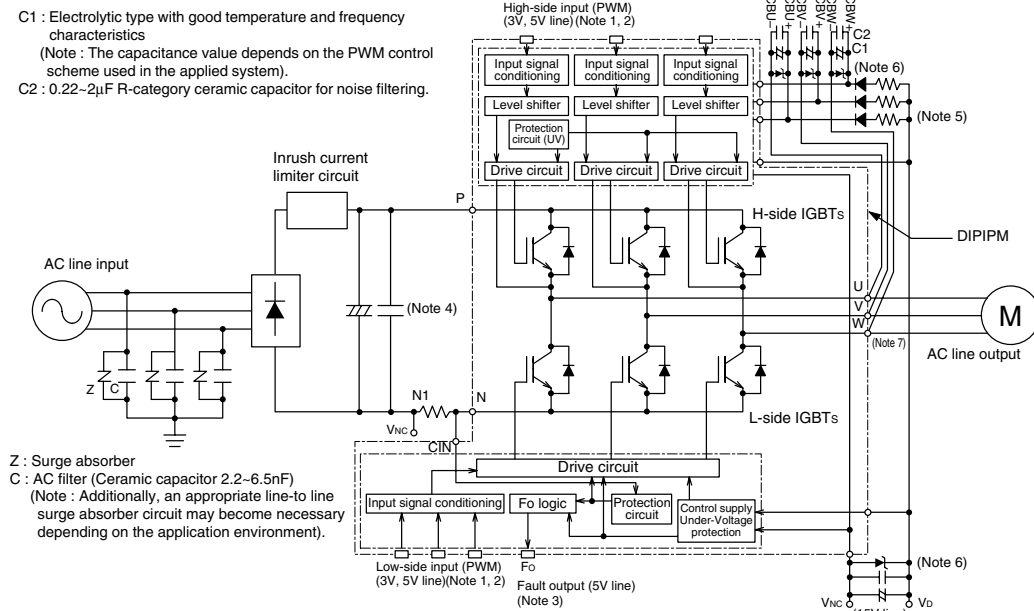 C1 : Electrolytic type with good temperature and frequency
characteristics
(Note : The capacitance value depends on the PWM control
scheme used in the applied system).
C2 : 0.22~2μF R-category ceramic capacitor for noise filtering.
High-side input (PWM)
(3V, 5V line) (Note 1, 2)
CBU-
CBU+
CBV-
CBV+
CBW-
CBW+
C2
C1
(Note 6)
(Note 5)
Input signal
conditioning
Input signal
conditioning
Input signal
conditioning
Level shifter
Level shifter
Level shifter
Protection
circuit (UV)
Drive circuit
Drive circuit
Drive circuit
Inrush current
limiter circuit
P
H-side IGBTs
DIPIPM
AC line input
(Note 4)
U
V
W
(Note 7)
M
AC line output
Z
C
N1
N
VNC
CIN
L-side IGBTs
Z : Surge absorber
C : AC filter (Ceramic capacitor 2.2~6.5nF)
(Note : Additionally, an appropriate line-to line
surge absorber circuit may become necessary
depending on the application environment).
Drive circuit
Input signal conditioning
Fo logic
Protection
circuit
Control supply
Under-Voltage
protection
Low-side input (PWM)
(3V, 5V line)(Note 1, 2)
FO
Fault output (5V line)
(Note 3)
(Note 6)
VNC
(15V line)
VD